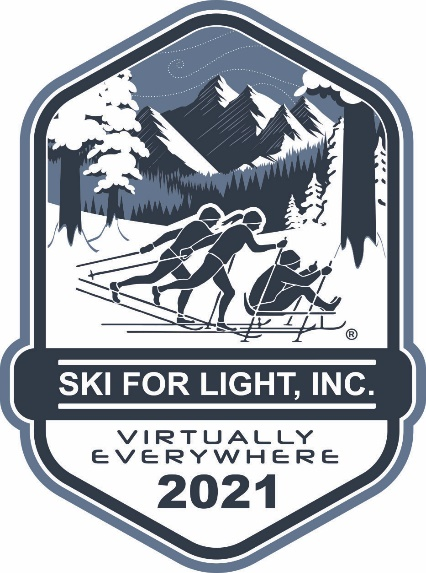 ®
SKI FOR LIGHT, INC.
VIRTUALLY
EVERYWHERE
2021